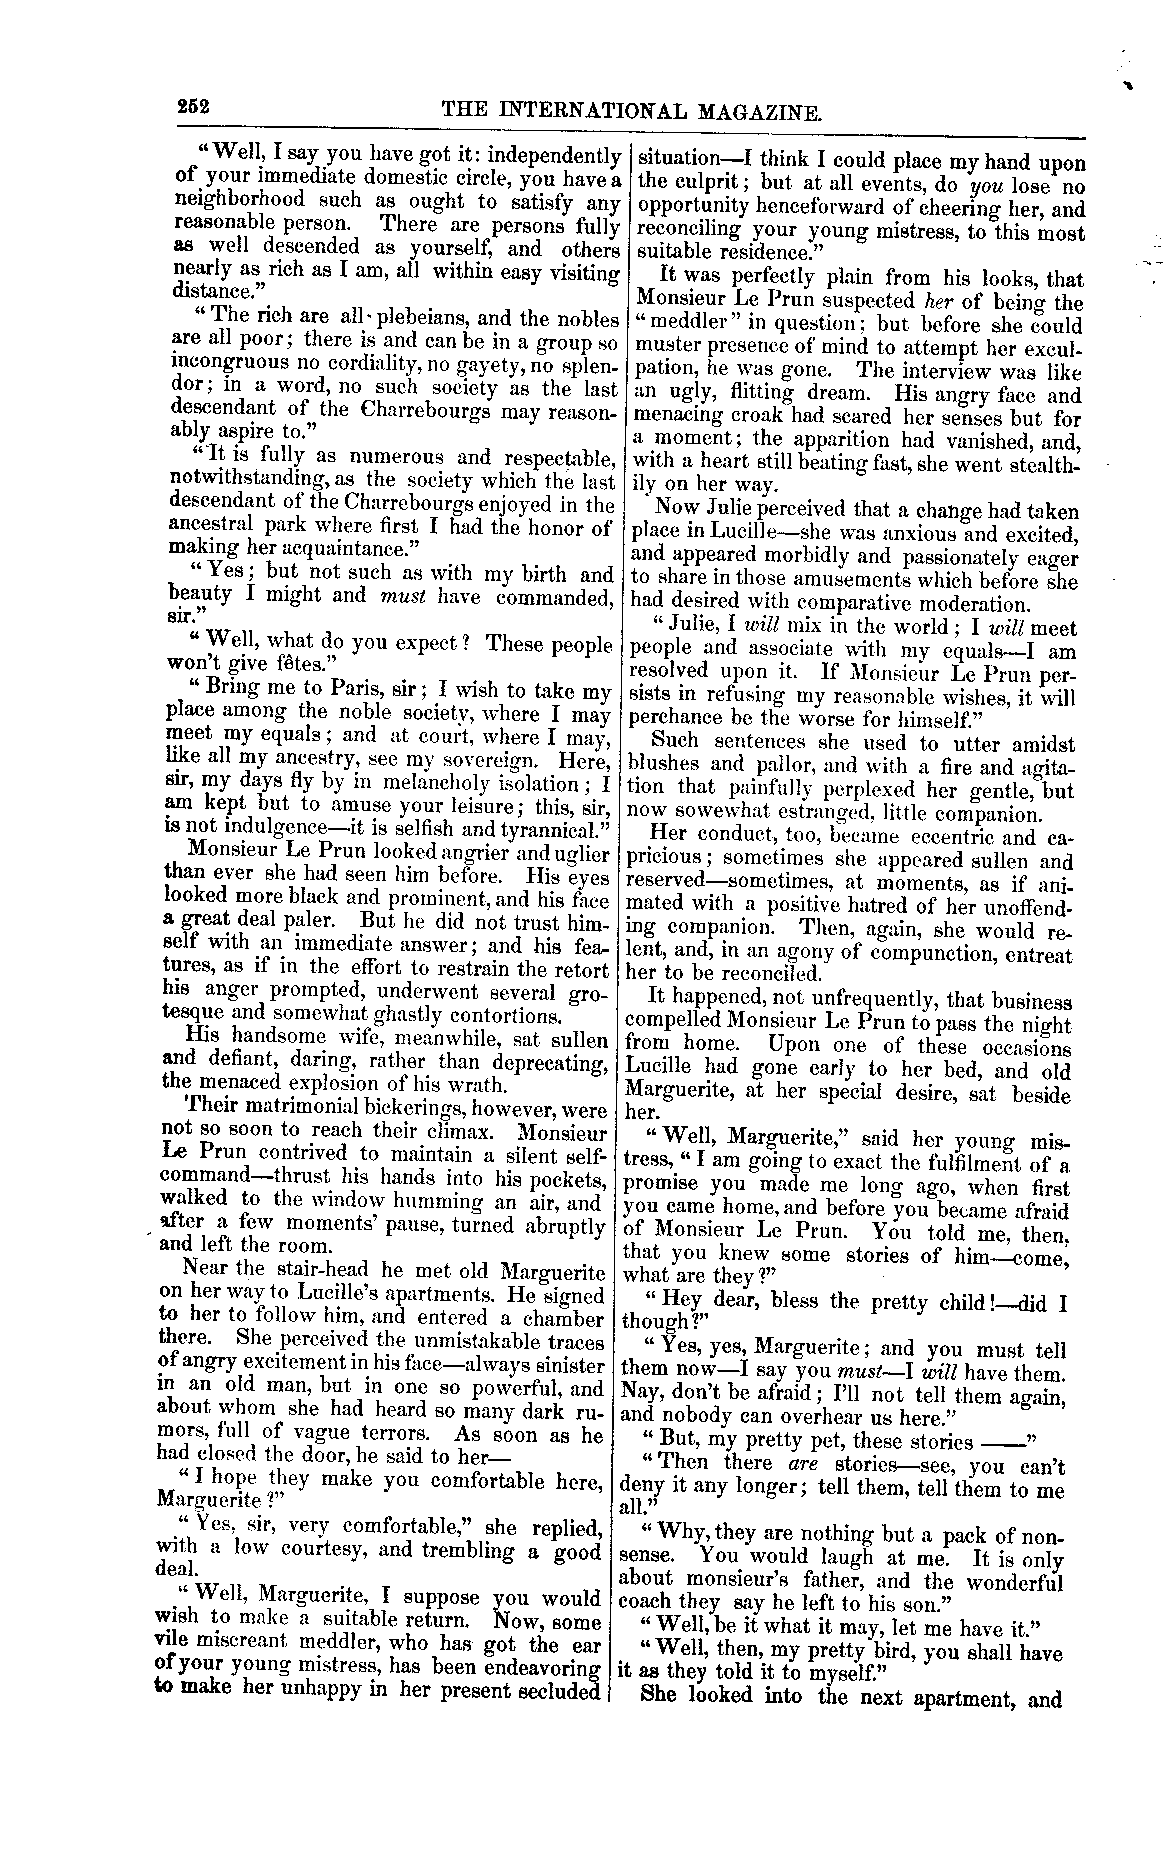 252 THE INTERNATIONAL MAGAZINE.
“Well, I say you have got it: independently
of your immediate domestic circle, you have a
neighborhood such as ought to satisfy any
reasonable person. There are persons fully
as well descended as yourself, and others
nearly as rich as I am, all within easy visiting
distance.”
“The rich are all plebeians, and the nobles
are all poor; there is and can be in a group so
incongruous no cordiality, no gayety, no splen-
dor; in a word, no such society as the last
descendant of the Charrebourgs may reason-
ably aspire to.”
“It is fully as numerous and respectable,
notwithstanding, as the society which the last
descendant of the Charrebourgs enjoyed in the
ancestral park where first I had the honor of
making her acquaintance.”
“Yes; but not such as with my birth and
beauty I might and must have commanded,
sir.”
“Well, what do you expect? These people
won’t give fêtes.”
“Bring me to Paris, sir; I wish to take my
place among the noble society, where I may
meet my equals; and at court, where I may,
like all my ancestry, see my sovereign. Here,
sir, my days fly by in melancholy isolation; I
am kept but to amuse your leisure; this, sir,
is not indulgence—it is selfish and tyrannical.”
Monsieur Le Prun looked angrier and uglier
than ever she had seen him before. His eyes
looked more black and prominent, and his face
a great deal paler. But he did not trust him-
self with an immediate answer; and his fea-
tures, as if in the effort to restrain the retort
his anger prompted, underwent several gro-
tesque and somewhat ghastly contortions.
His handsome wife, meanwhile, sat sullen
and defiant, daring, rather than deprecating,
the menaced explosion of his wrath.
Their matrimonial bickerings, however, were
not so soon to reach their climax. Monsieur
Le Prun contrived to maintain a silent self-
command—thrust his hands into his pockets,
walked to the window humming an air, and
after a few moments’ pause, turned abruptly
and left the room.
Near the stair-head he met old Marguerite
on her way to Lucille’s apartments. He signed
to her to follow him, and entered a chamber
there. She perceived the unmistakable traces
of angry excitement in his face—always sinister
in an old man, but in one so powerful, and
about whom she had heard so many dark ru-
mors, full of vague terrors. As soon as he
had closed the door, he said to her—
“I hope they make you comfortable here,
Marguerite?”
“Yes, sir, very comfortable,” she replied,
with a low courtesy, and trembling a good
deal.
“Well, Marguerite, I suppose you would
wish to make a suitable return. Now, some
vile miscreant meddler, who has got the ear
of your young mistress, has been endeavoring
to make her unhappy in her present secluded
situation—I think I could place my hand upon
the culprit; but at all events, do you lose no
opportunity henceforward of cheering her, and
reconciling your young mistress, to this most
suitable residence.”
It was perfectly plain from his looks, that
Monsieur Le Prun suspected her of being the
“meddler” in question; but before she could
muster presence of mind to attempt her excul-
pation, he was gone. The interview was like
an ugly, flitting dream. His angry face and
menacing croak had scared her senses but for
a moment; the apparition had vanished, and,
with a heart still beating fast, she went stealth-
ily on her way.
Now Julie perceived that a change had taken
place in Lucille—she was anxious and excited,
and appeared morbidly and passionately eager
to share in those amusements which before she
had desired with comparative moderation.
“Julie, I will mix in the world; I will meet
people and associate with my equals—I am
resolved upon it. If Monsieur Le Prun per-
sists in refusing my reasonable wishes, it will
perchance be the worse for himself.”
Such sentences she used to utter amidst
blushes and pallor, and with a fire and agita-
tion that painfully perplexed her gentle, but
now sowewhat estranged, little companion.
Her conduct, too, became eccentric and ca-
pricious; sometimes she appeared sullen and
reserved—sometimes, at moments, as if ani-
mated with a positive hatred of her unoffend-
ing companion. Then, again, she would re-
lent, and, in an agony of compunction, entreat
her to be reconciled.
It happened, not unfrequently, that business
compelled Monsieur Le Prun to pass the night
from home. Upon one of these occasions
Lucille had gone early to her bed, and old
Marguerite, at her special desire, sat beside
her.
“Well, Marguerite,” said her young mis-
tress, “I am going to exact the fulfilment of a
promise you made me long ago, when first
you came home, and before you became afraid
of Monsieur Le Prun. You told me, then,
that you knew some stories of him—come,
what are they?”
“Hey dear, bless the pretty child!—did I
though?”
“Yes, yes, Marguerite; and you must tell
them now—I say you must—I will have them.
Nay, don’t be afraid; I’ll not tell them again,
and nobody can overhear us here.”
“But, my pretty pet, these stories ——”
“Then there are stories—see, you can’t
deny it any longer; tell them, tell them to me
all.”
“Why, they are nothing but a pack of non-
sense. You would laugh at me. It is only
about monsieur’s father, and the wonderful
coach they say he left to his son.”
“Well, be it what it may, let me have it.”
“Well, then, my pretty bird, you shall have
it as they told it to myself.”
She looked into the next apartment, and